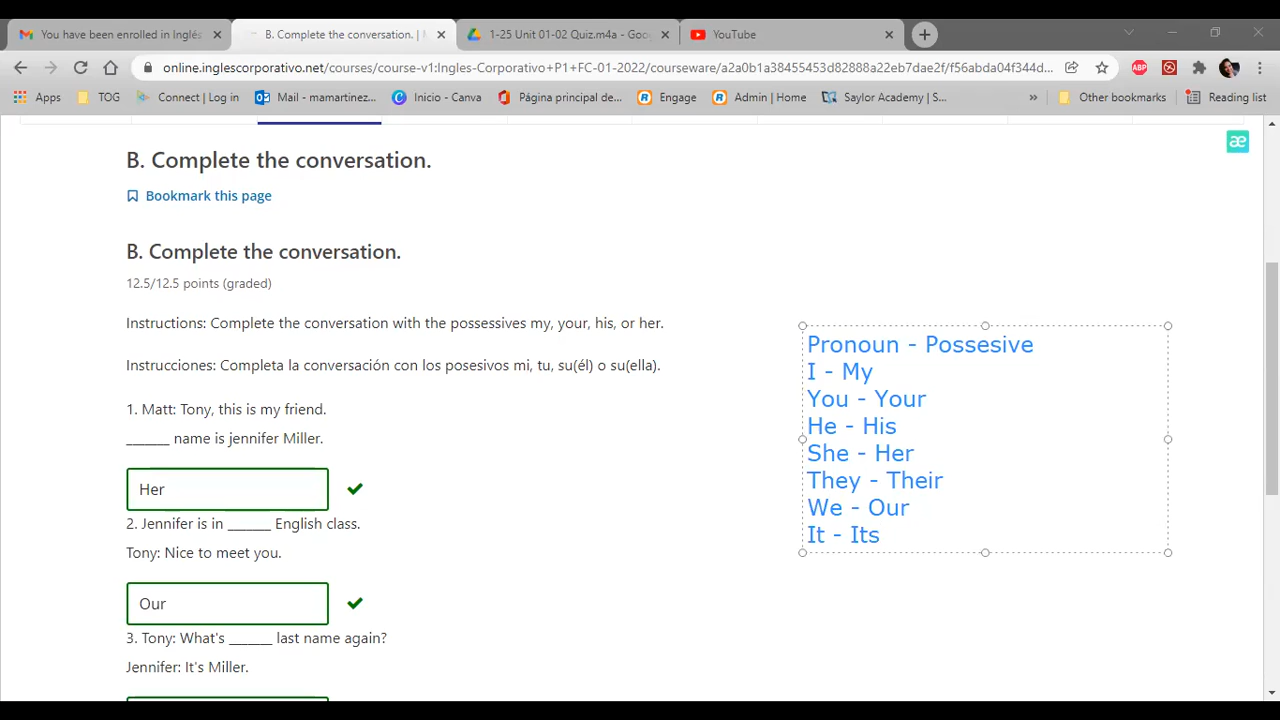 You have been enrolled in Inglés
B. Complete the conversation. |
1-25 Unit 01-02 Quiz.m4a - Goo
YouTube
online.inglescorporativo.net/courses/course-v1:Ingles-Corporativo+P1+FC-01-2022/courseware/a2a0b1a38455453d82888a22eb7dae2f/f56abda04f344d...
ABP
Apps
TOG
Connect | Log in
Mail - mamartinez...
Inicio - Canva
Página principal de...
Engage
Admin | Home
Saylor Academy | S...
»
Other bookmarks
Reading list
æ
B. Complete the conversation.
Bookmark this page
B. Complete the conversation.
12.5/12.5 points (graded)
Instructions: Complete the conversation with the possessives my, your, his, or her.
Instrucciones: Completa la conversación con los posesivos mi, tu, su(él) o su(ella).
1. Matt: Tony, this is my friend.
______ name is jennifer Miller.
Her
2. Jennifer is in ______ English class.
Tony: Nice to meet you.
Our
3. Tony: What's ______ last name again?
Jennifer: It's Miller.
Pronoun - Possesive
I - My
You - Your
He - His
She - Her
They - Their
We - Our
It - Its